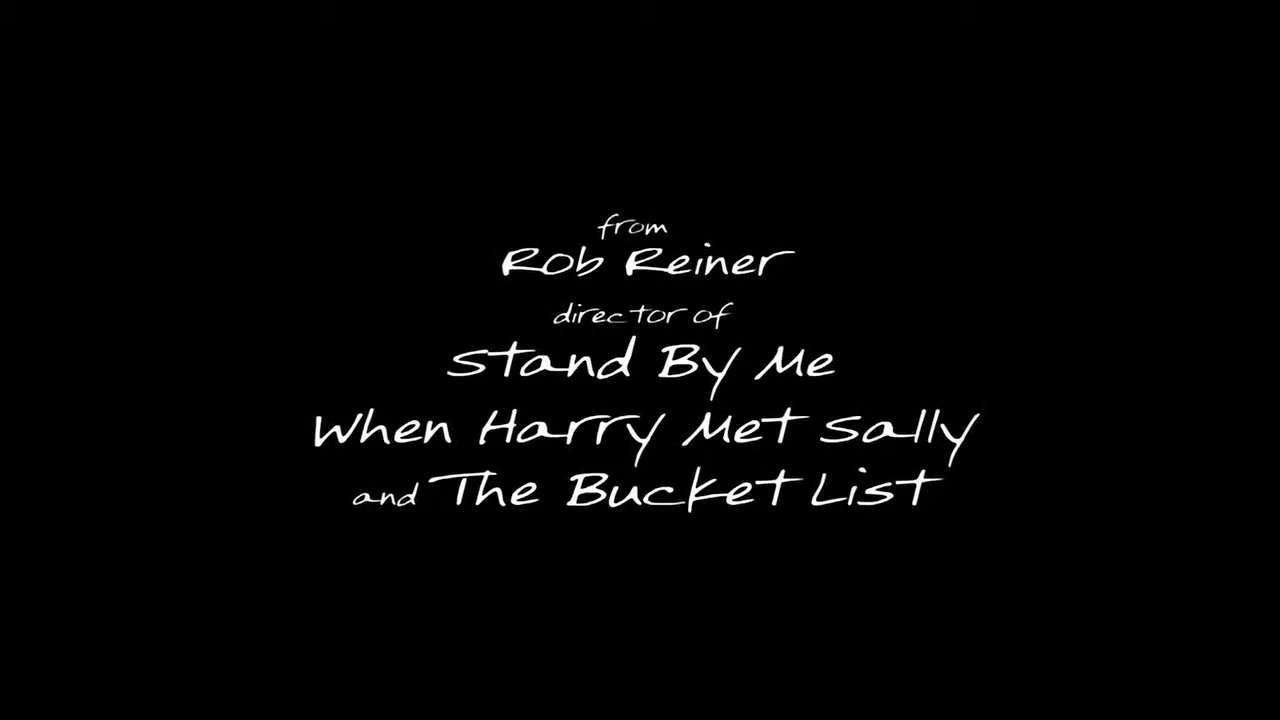 from
Rob Reiner
director of
Stand By Me
When Harry Met Sally
and The Bucket List